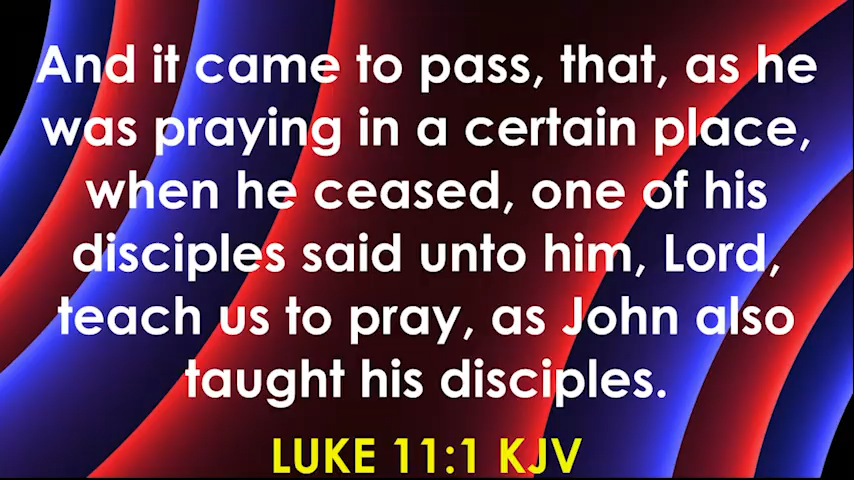 And it came to pass, that, as he
was praying in a certain place,
when he ceased, one of his
disciples said unto him, Lord,
teach us to pray, as John also
taught his disciples.
LUKE 11:1 KJV